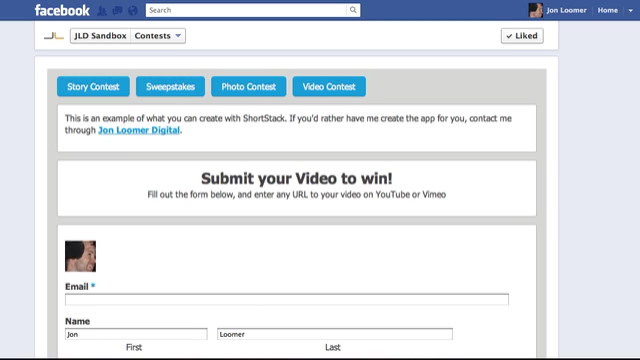 facebook
Search
Jon Loomer
Home
JLD Sandbox
Contests
Liked
Story Contest
Sweepstakes
Photo Contest
Video Contest
This is an example of what you can create with ShortStack. If you'd rather have me create the app for you, contact me
through Jon Loomer Digital.
Submit your Video to win!
Fill out the form below, and enter any URL to your video on YouTube or Vimeo
Email *
Name
Jon
Loomer
First
Last